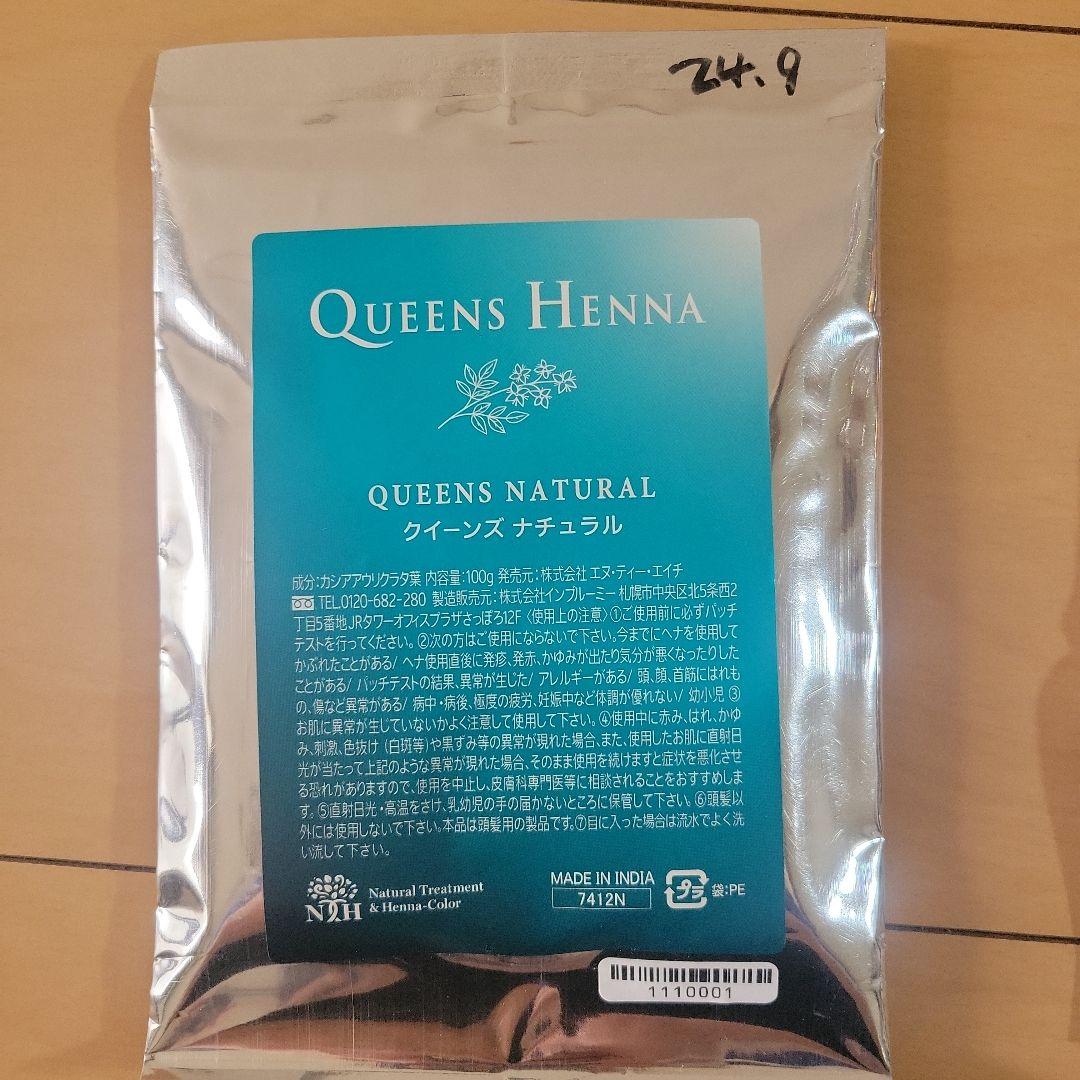 24.9
QUEENS HENNA
QUEENS NATURAL
クイーンズ ナチュラル
成分:カシアアウリクラタ葉 内容量:100g 発売元:株式会社 エヌ・ティー・エイチ
TEL.0120-682-280 製造販売元:株式会社インブルーミー 札幌市中央区北5条西2
丁目5番地JRタワーオフィスプラザさっぽろ12F 〈使用上の注意〉①ご使用前に必ずパッチ
テストを行ってください。②次の方はご使用にならないで下さい。今までにヘナを使用して
かぶれたことがある/ ヘナ使用直後に発疹、発赤、かゆみが出たり気分が悪くなったりした
ことがある/ パッチテストの結果、異常が生じた/ アレルギーがある/ 頭、顔、首筋にはれも
の、傷など異常がある/ 病中・病後、極度の疲労、妊娠中など体調が優れない/ 幼小児 ③
お肌に異常が生じていないかよく注意して使用して下さい。④使用中に赤み、はれ、かゆ
み、刺激、色抜け (白斑等) や黒ずみ等の異常が現れた場合、また、使用したお肌に直射日
光が当たって上記のような異常が現れた場合、そのまま使用を続けますと症状を悪化させ
る恐れがありますので、使用を中止し、皮膚科専門医等に相談されることをおすすめしま
す。⑤直射日光・高温をさけ、乳幼児の手の届かないところに保管して下さい。⑥頭髪以
外には使用しないで下さい。本品は頭髪用の製品です。⑦目に入った場合は流水でよく洗
い流して下さい。
NTH Natural Treatment
& Henna-Color
MADE IN INDIA
7412N
プラ 袋:PE
1110001